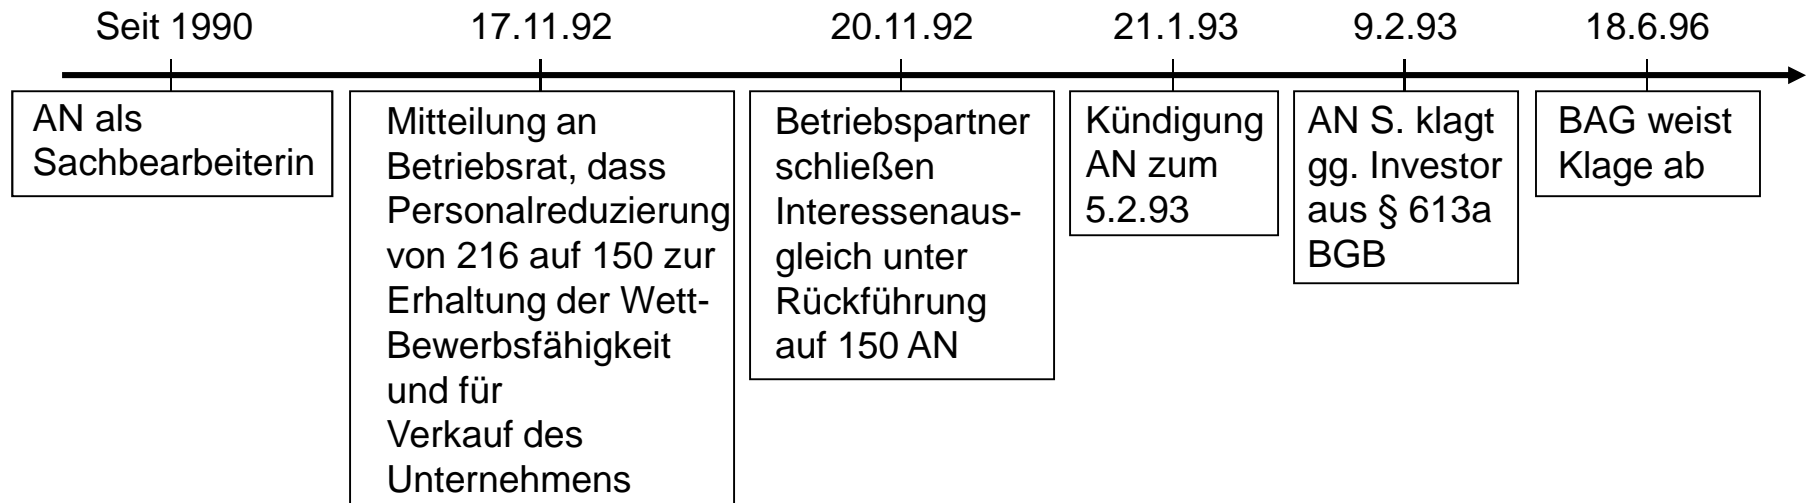 Seit 1990
17.11.92
20.11.92
21.1.93
9.2.93
18.6.96
AN als
Sachbearbeiterin
Mitteilung an
Betriebsrat, dass
Personalreduzierung
von 216 auf 150 zur
Erhaltung der Wett-
Bewerbsfähigkeit
und für
Verkauf des
Unternehmens
Betriebspartner
schließen
Interessenaus-
gleich unter
Rückführung
auf 150 AN
Kündigung
AN zum
5.2.93
AN S. klagt
gg. Investor
aus § 613a
BGB
BAG weist
Klage ab